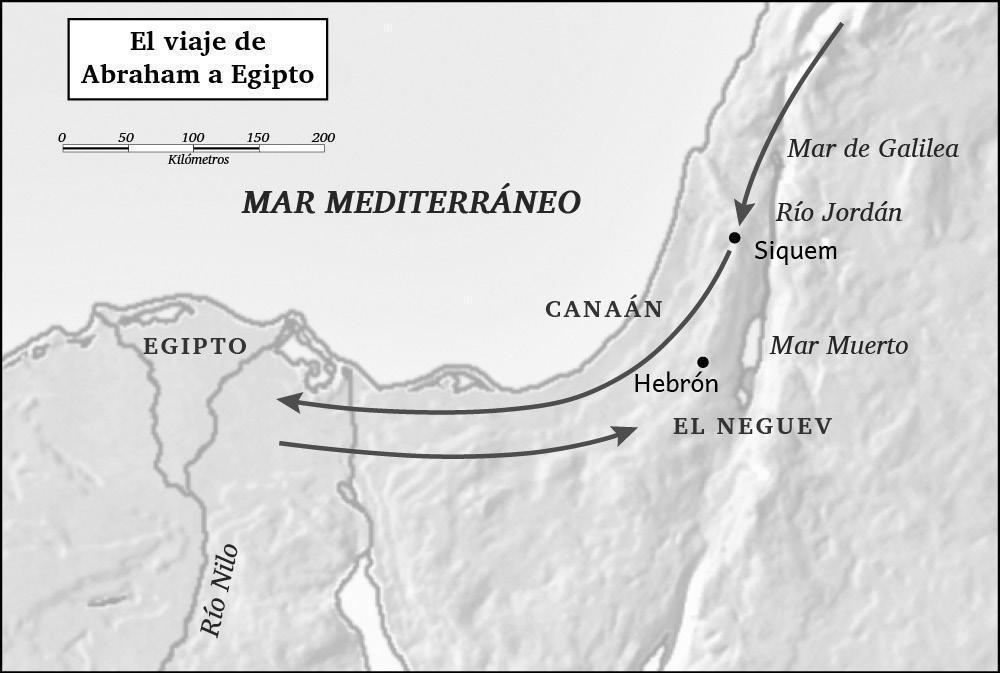 El viaje de
Abraham a Egipto
0 50 100 150 200
Kilómetros
MAR MEDITERRÁNEO
Mar de Galilea
Río Jordán
Siquem
CANAÁN
EGIPTO
Mar Muerto
Hebrón
EL NEGUEV
Río Nilo